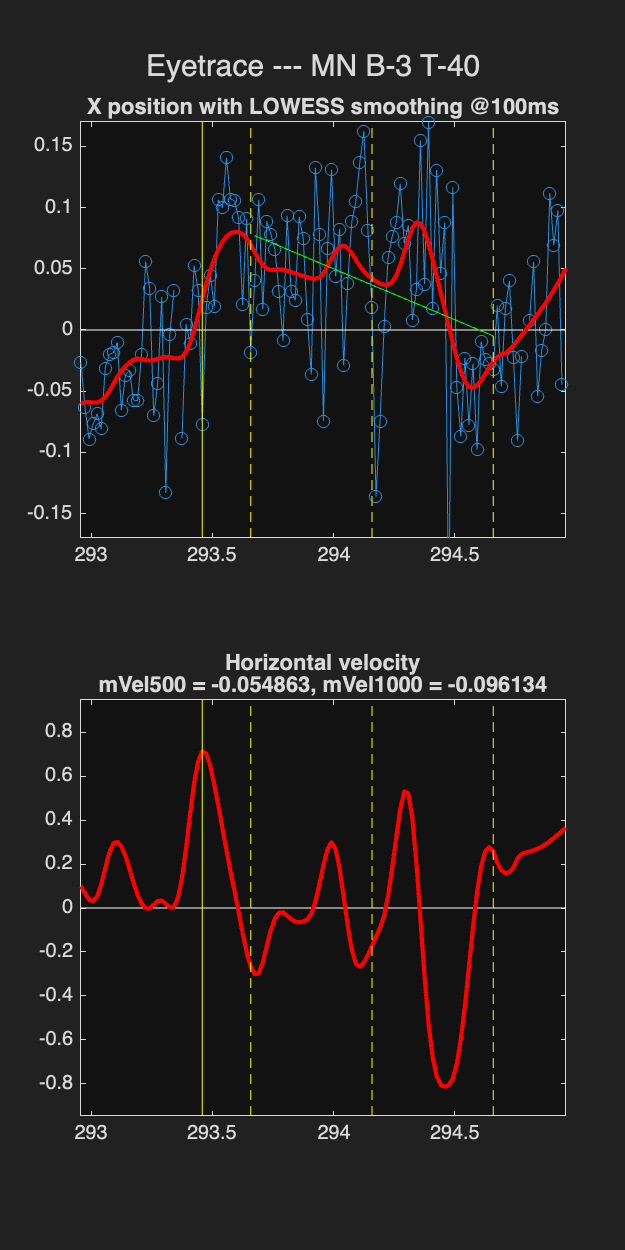 Eyetrace --- MN B-3 T-40
X position with LOWESS smoothing @100ms
0.15
0.1
0.05
0
-0.05
-0.1
-0.15
293 293.5 294 294.5
Horizontal velocity
mVel500 = -0.054863, mVel1000 = -0.096134
0.8
0.6
0.4
0.2
0
-0.2
-0.4
-0.6
-0.8
293 293.5 294 294.5